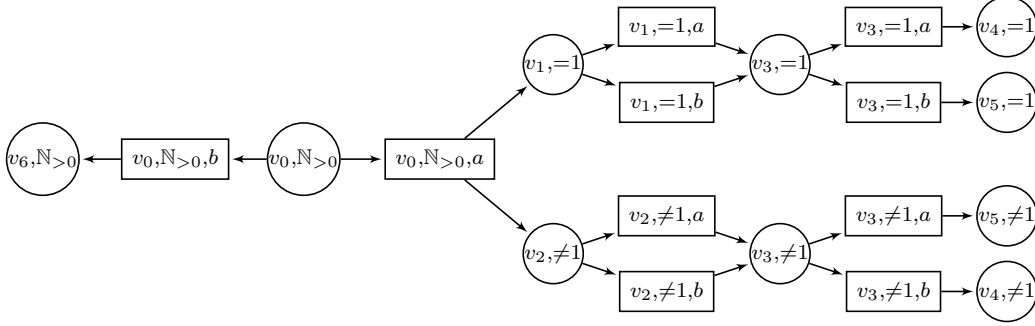 v₁,=1,a
v₃,=1,a
v₄,=1
v₁,=1
v₃,=1
v₁,=1,b
v₃,=1,b
v₅,=1
v₆,ℕ>0
v₀,ℕ>0,b
v₀,ℕ>0
v₀,ℕ>0,a
v₂,≠1,a
v₃,≠1,a
v₅,≠1
v₂,≠1
v₃,≠1
v₂,≠1,b
v₃,≠1,b
v₄,≠1